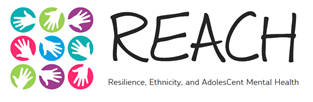 REACH
Resilience, Ethnicity, and AdolesCent Mental Health